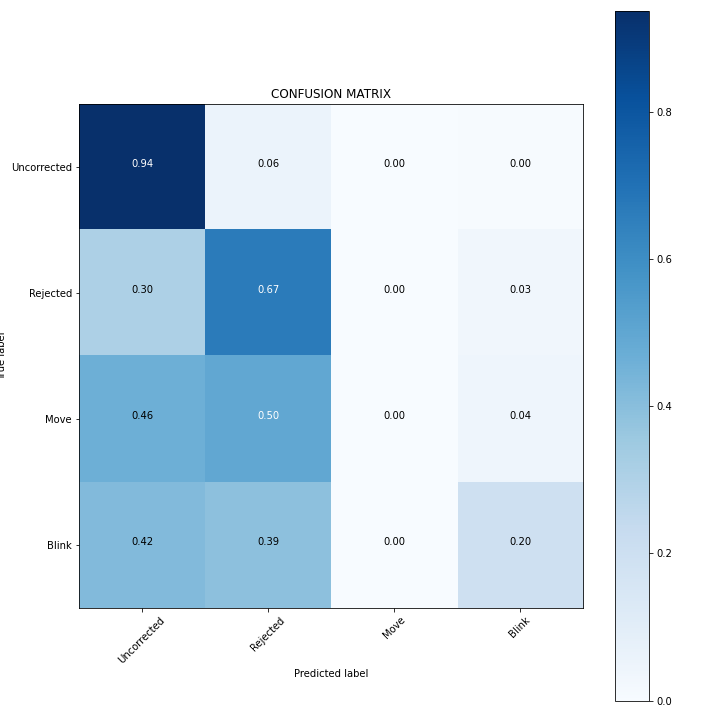 CONFUSION MATRIX
Uncorrected 0.94 0.06 0.00 0.00
Rejected 0.30 0.67 0.00 0.03
Move 0.46 0.50 0.00 0.04
Blink 0.42 0.39 0.00 0.20
Uncorrected Rejected Move Blink
Predicted label
True label
0.8
0.6
0.4
0.2
0.0